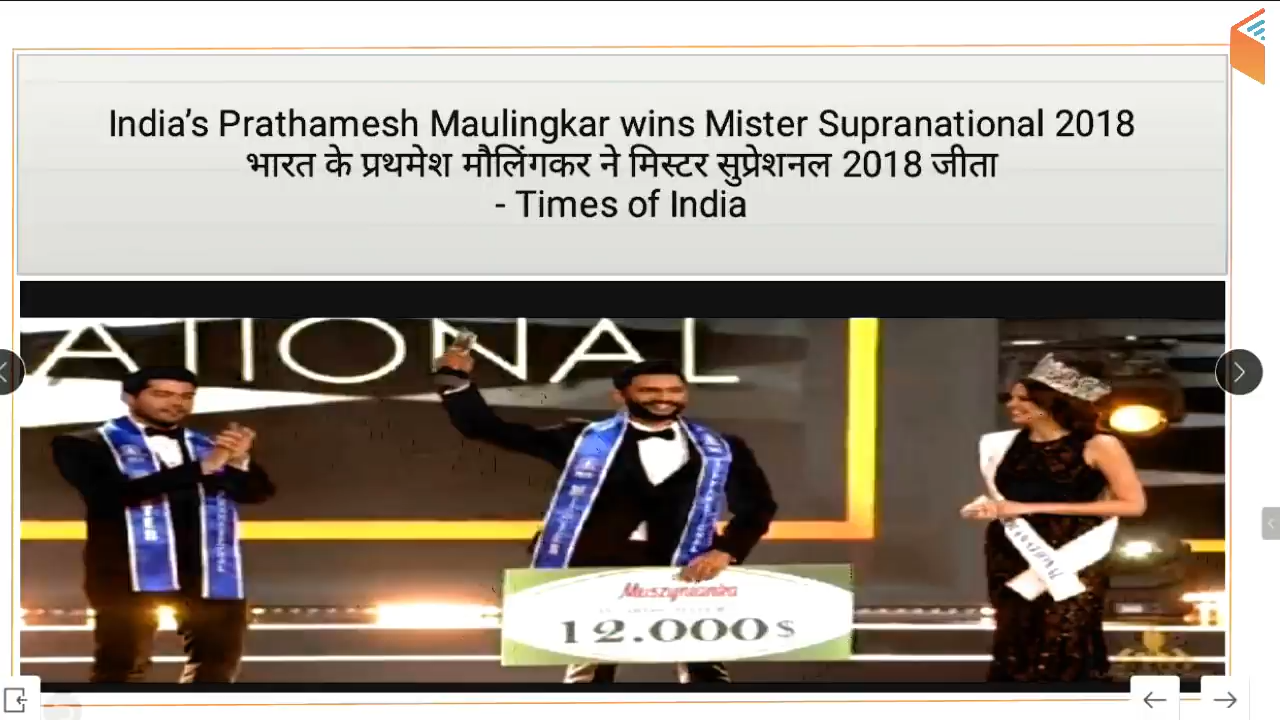 India’s Prathamesh Maulingkar wins Mister Supranational 2018
भारत के प्रथमेश मौलिंगकर ने मिस्टर सुप्रेशनल 2018 जीता
- Times of India
ATIONAL
Muszynianka
12.000$